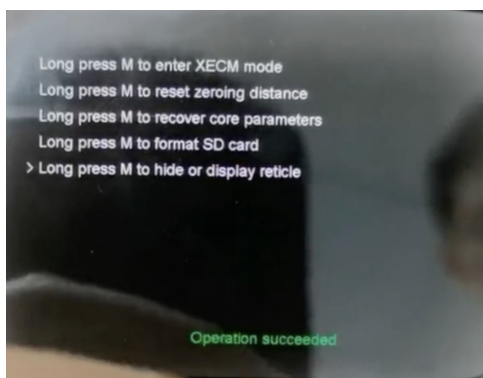 Long press M to enter XECM mode
Long press M to reset zeroing distance
Long press M to recover core parameters
Long press M to format SD card
> Long press M to hide or display reticle
Operation succeeded